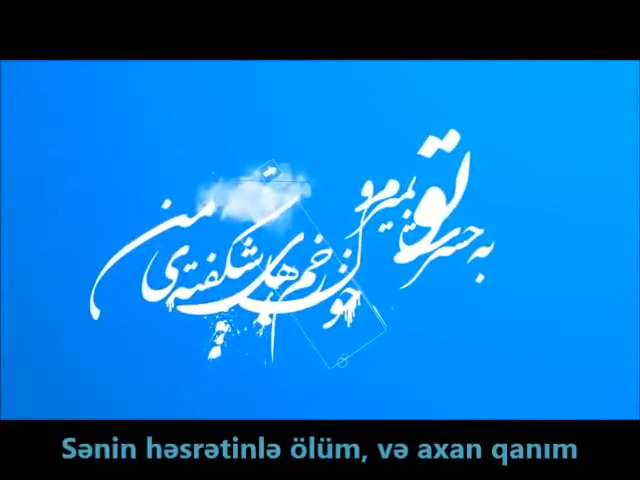 به حسرت تو بمیرم و
خون زخم های شکفته ی من
Sənin həsrətinlə ölüm, və axan qanım